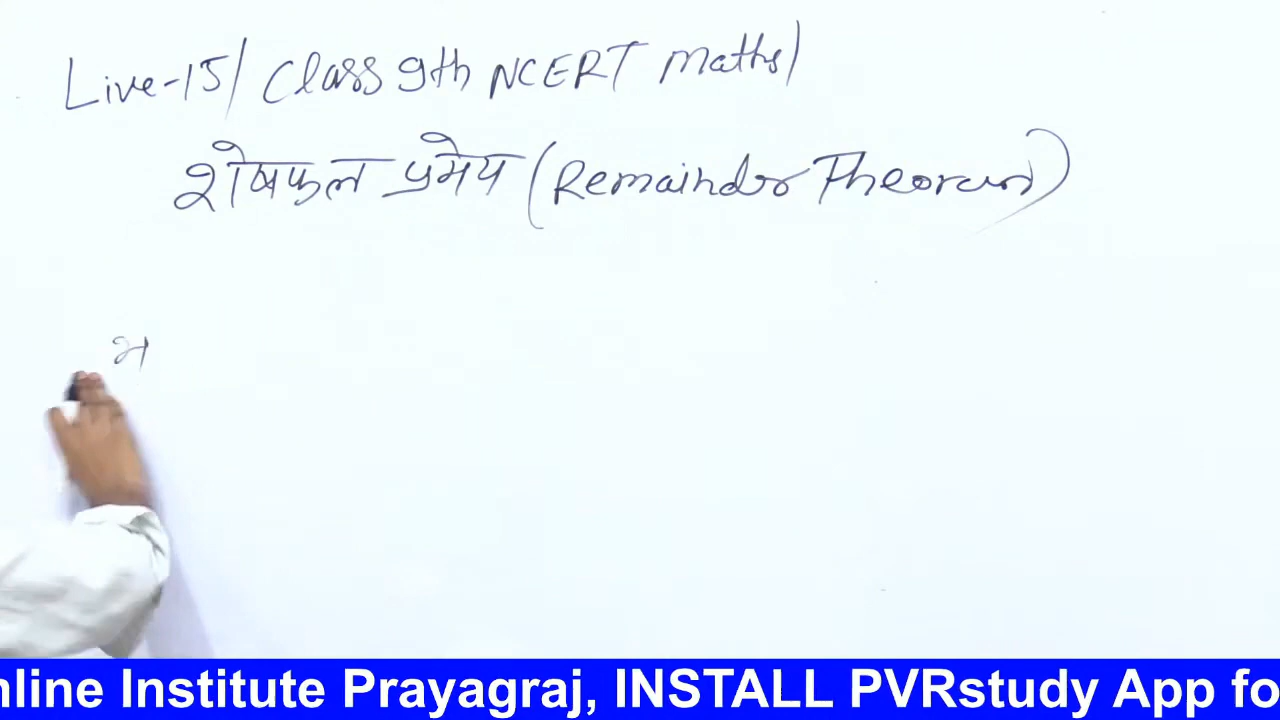 Live-15/ Class 9th NCERT Maths/
शेषफल प्रमेय (Remainder Theorem)
भ
nline Institute Prayagraj, INSTALL PVRstudy App fo